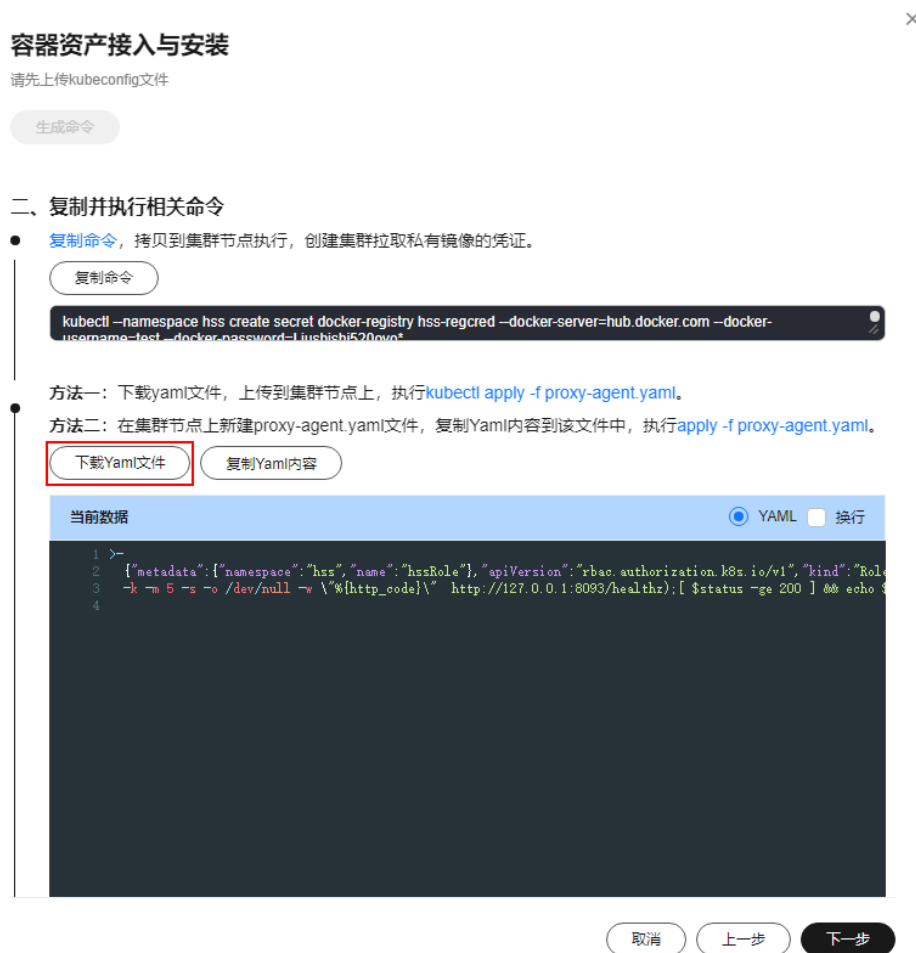 容器资产接入与安装
请先上传kubeconfig文件
生成命令
二、复制并执行相关命令
复制命令，拷贝到集群节点执行，创建集群拉取私有镜像的凭证。
复制命令
kubectl --namespace hss create secret docker-registry hss-regcred --docker-server=hub.docker.com --docker-
username=test --docker-password=Liushishi520ovo*
方法一：下载yaml文件，上传到集群节点上，执行kubectl apply -f proxy-agent.yaml。
方法二：在集群节点上新建proxy-agent.yaml文件，复制Yaml内容到该文件中，执行apply -f proxy-agent.yaml。
下载Yaml文件 复制Yaml内容
当前数据 YAML 换行
1 >-
2 {"metadata":{"namespace":"hss","name":"hssRole"},"apiVersion":"rbac.authorization.k8s.io/v1","kind":"Role
3 -k -m 5 -s -o /dev/null -w \"%{http_code}\" http://127.0.0.1:8093/healthz);[ $status -ge 200 ] && echo $
4
取消 上一步 下一步